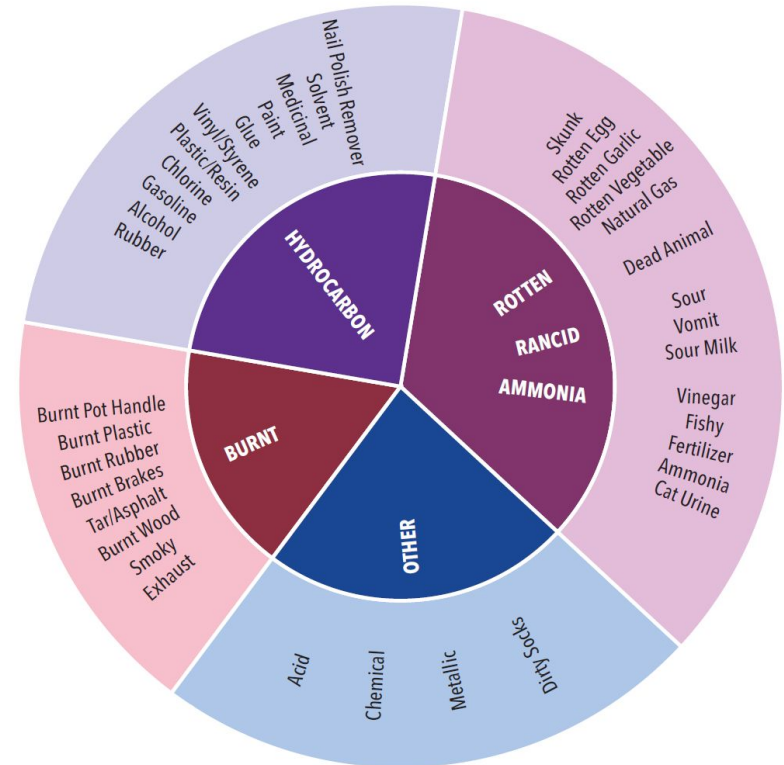 HYDROCARBON
Nail Polish Remover
Solvent
Medicinal
Paint
Glue
Vinyl/Styrene
Plastic/Resin
Chlorine
Gasoline
Alcohol
Rubber
ROTTEN
RANCID
AMMONIA
Skunk
Rotten Egg
Rotten Garlic
Rotten Vegetable
Natural Gas
Dead Animal
Sour
Vomit
Sour Milk
Vinegar
Fishy
Fertilizer
Ammonia
Cat Urine
BURNT
Burnt Pot Handle
Burnt Plastic
Burnt Rubber
Burnt Brakes
Tar/Asphalt
Burnt Wood
Smoky
Exhaust
OTHER
Acid
Chemical
Metallic
Dirty Socks